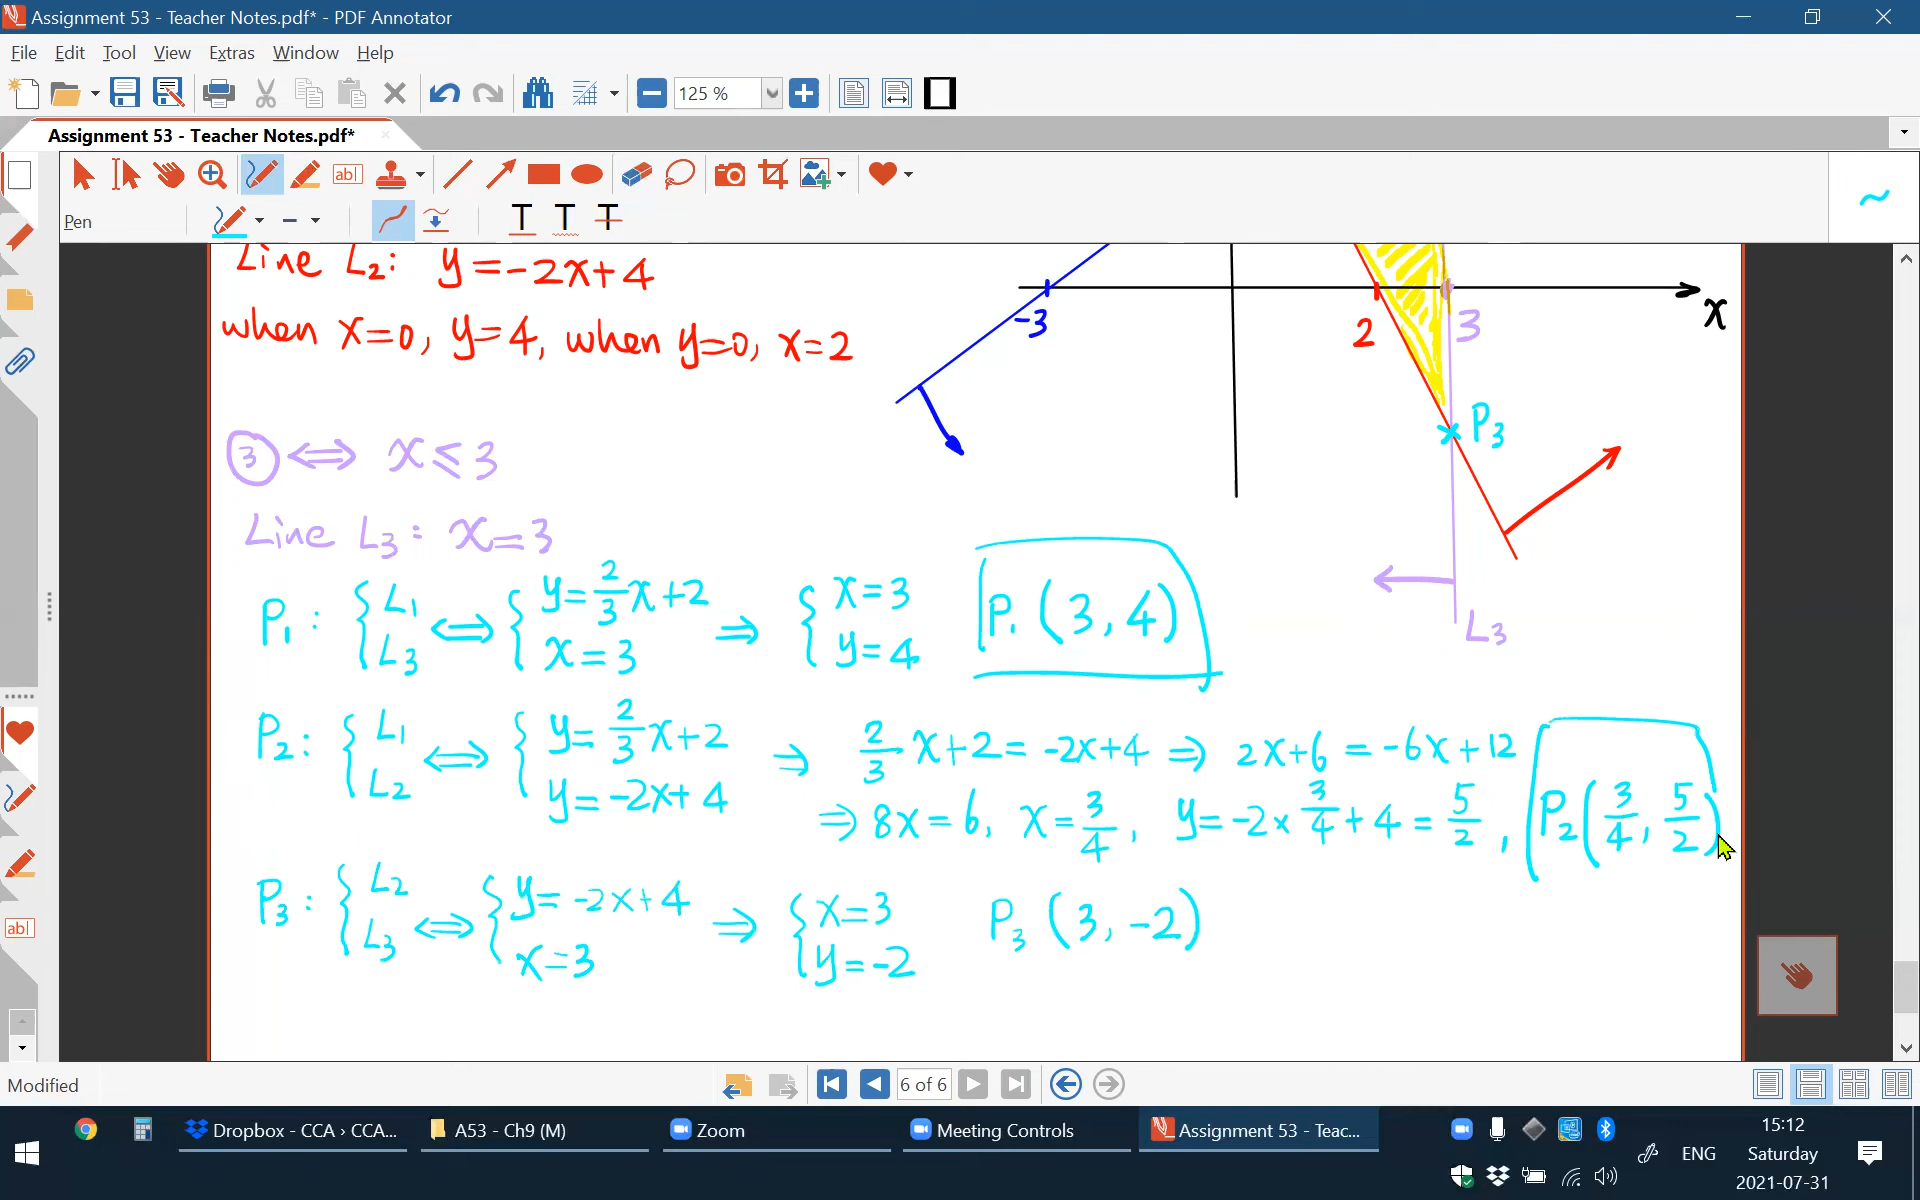 Assignment 53 - Teacher Notes.pdf* - PDF Annotator
File Edit Tool View Extras Window Help
125 %
Assignment 53 - Teacher Notes.pdf*
ab|
Pen
T T T
Line L₂: y=-2x+4
when x=0, y=4, when y=0, x=2
-3
2
3
x
P₃
③ ⟺ x⩽3
Line L₃: x=3
L₃
P₁: { L₁ L₃ ⟺ { y=2/3x+2 x=3 ⇒ { x=3 y=4 P₁(3,4)
P₂: { L₁ L₂ ⟺ { y=2/3x+2 y=-2x+4 ⇒ 2/3x+2=-2x+4 ⇒ 2x+6=-6x+12
⇒ 8x=6, x=3/4, y=-2×3/4+4=5/2, P₂(3/4, 5/2)
P₃: { L₂ L₃ ⟺ { y=-2x+4 x=3 ⇒ { x=3 y=-2 P₃(3,-2)
ab|
Modified
6 of 6
Dropbox - CCA › CCA...
A53 - Ch9 (M)
Zoom
Meeting Controls
Assignment 53 - Teac...
ENG
15:12
Saturday
2021-07-31